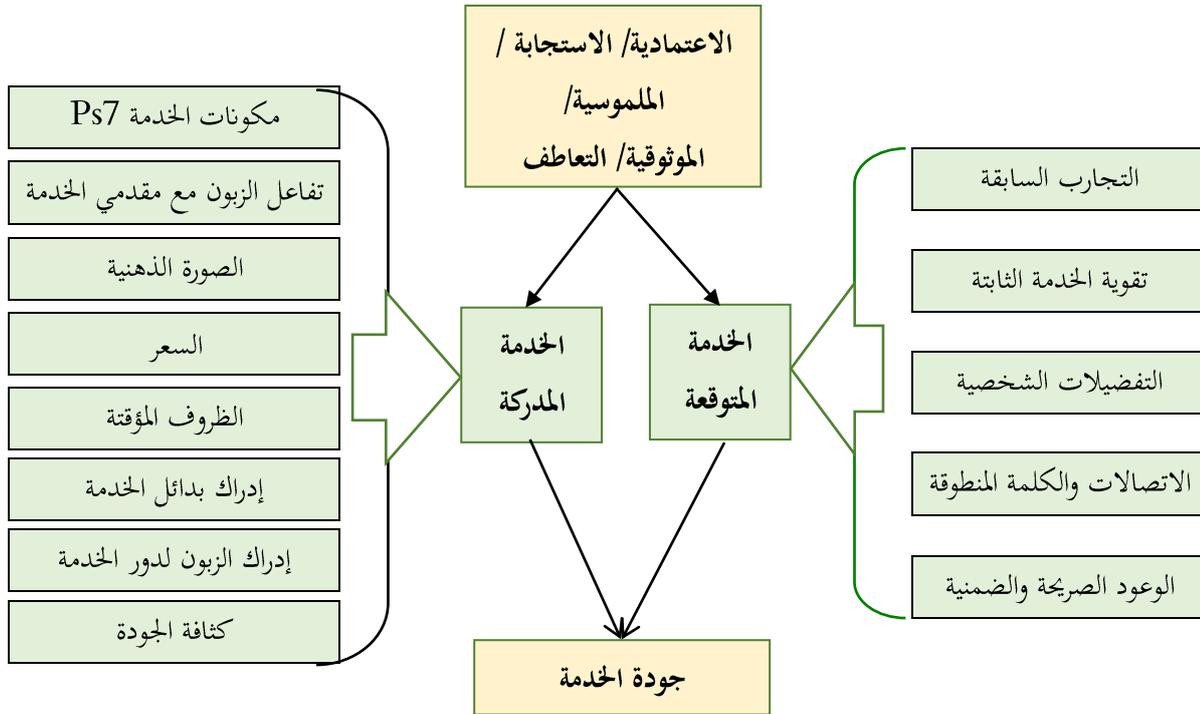 الاعتمادية/ الاستجابة /
الملموسية/
الموثوقية/ التعاطف
التجارب السابقة
تقوية الخدمة الثابتة
التفضيلات الشخصية
الاتصالات والكلمة المنطوقة
الوعود الصريحة والضمنية
الخدمة
المتوقعة
الخدمة
المدركة
مكونات الخدمة Ps7
تفاعل الزبون مع مقدمي الخدمة
الصورة الذهنية
السعر
الظروف المؤقتة
إدراك بدائل الخدمة
إدراك الزبون لدور الخدمة
كثافة الجودة
جودة الخدمة